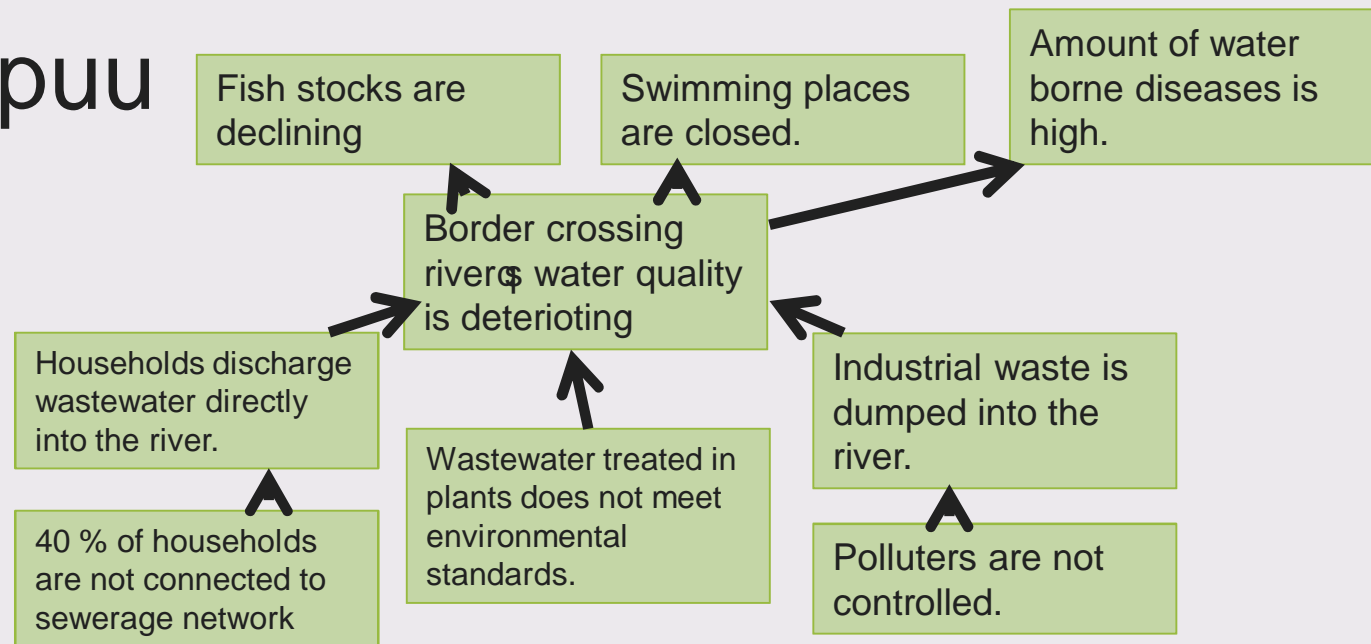 puu
Fish stocks are
declining
Swimming places
are closed.
Amount of water
borne diseases is
high.
Border crossing
water quality
is deterioting
Households discharge
wastewater directly
into the river.
Wastewater treated in
plants does not meet
environmental
standards.
Industrial waste is
dumped into the
river.
40 % of households
are not connected to
sewerage network
Polluters are not
controlled.